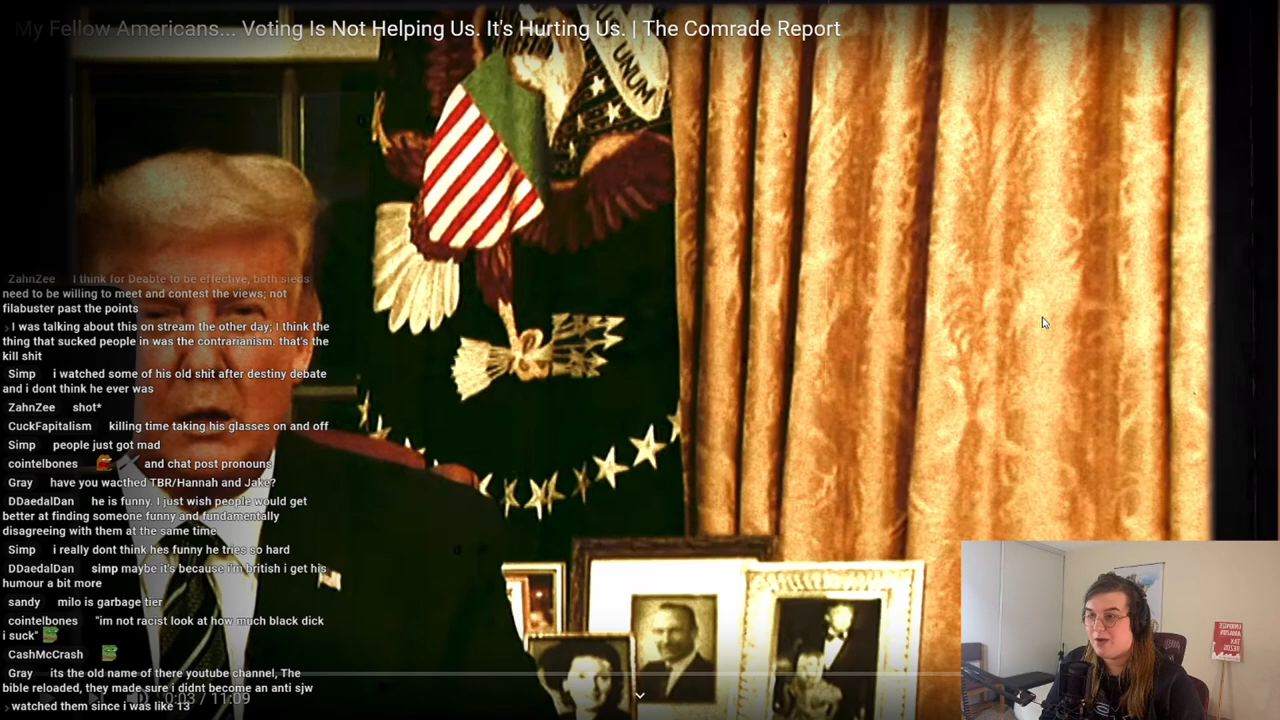 My Fellow Americans... Voting Is Not Helping Us. It's Hurting Us. | The Comrade Report
UNUM
ZahnZee I think for Deabte to be effective, both sieds
need to be willing to meet and contest the views; not
filabuster past the points
I was talking about this on stream the other day; I think the
thing that sucked people in was the contrarianism. that's the
kill shit
Simp i watched some of his old shit after destiny debate
and i dont think he ever was
ZahnZee shot*
CuckFapitalism killing time taking his glasses on and off
Simp people just got mad
cointelbones and chat post pronouns
Gray have you wacthed TBR/Hannah and Jake?
DDaedalDan he is funny. I just wish people would get
better at finding someone funny and fundamentally
disagreeing with them at the same time
Simp i really dont think hes funny he tries so hard
DDaedalDan simp maybe it's because i'm british i get his
humour a bit more
sandy milo is garbage tier
cointelbones "im not racist look at how much black dick
i suck"
CashMcCrash
Gray its the old name of there youtube channel, The
bible reloaded, they made sure i didnt become an anti sjw
watched them since i was like 13
0:03 / 11:09